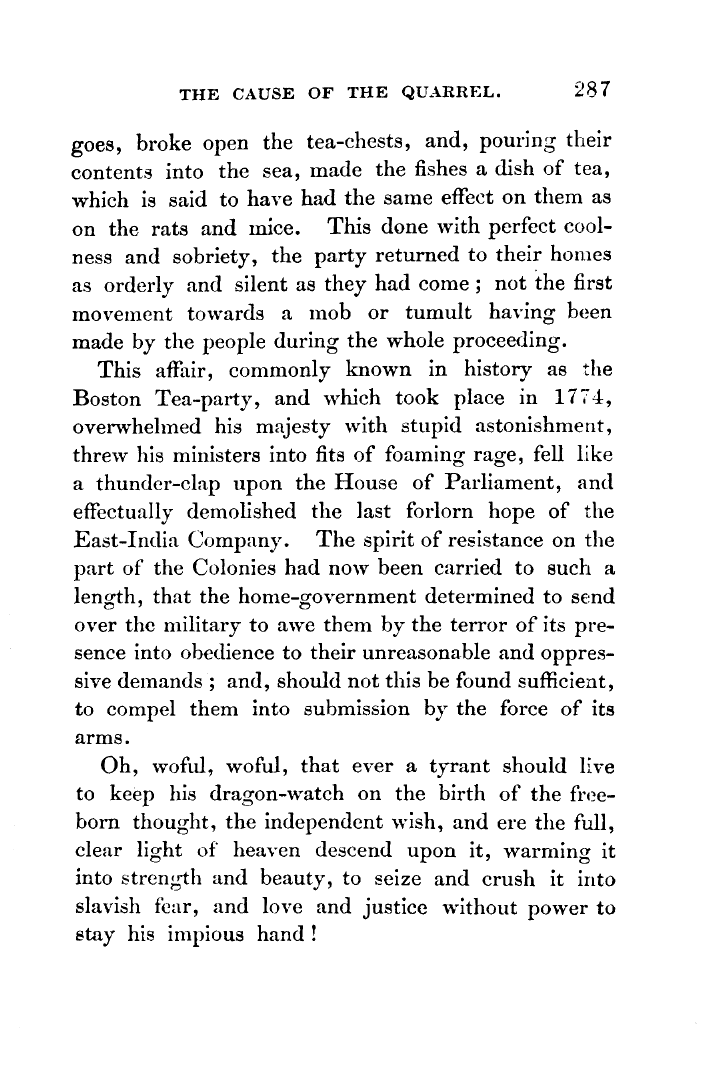 THE CAUSE OF THE QUARREL. 287
goes, broke open the tea-chests, and, pouring their
contents into the sea, made the fishes a dish of tea,
which is said to have had the same effect on them as
on the rats and mice. This done with perfect cool-
ness and sobriety, the party returned to their homes
as orderly and silent as they had come ; not the first
movement towards a mob or tumult having been
made by the people during the whole proceeding.
This affair, commonly known in history as the
Boston Tea-party, and which took place in 1774,
overwhelmed his majesty with stupid astonishment,
threw his ministers into fits of foaming rage, fell like
a thunder-clap upon the House of Parliament, and
effectually demolished the last forlorn hope of the
East-India Company. The spirit of resistance on the
part of the Colonies had now been carried to such a
length, that the home-government determined to send
over the military to awe them by the terror of its pre-
sence into obedience to their unreasonable and oppres-
sive demands ; and, should not this be found sufficient,
to compel them into submission by the force of its
arms.
Oh, woful, woful, that ever a tyrant should live
to keep his dragon-watch on the birth of the free-
born thought, the independent wish, and ere the full,
clear light of heaven descend upon it, warming it
into strength and beauty, to seize and crush it into
slavish fear, and love and justice without power to
stay his impious hand !